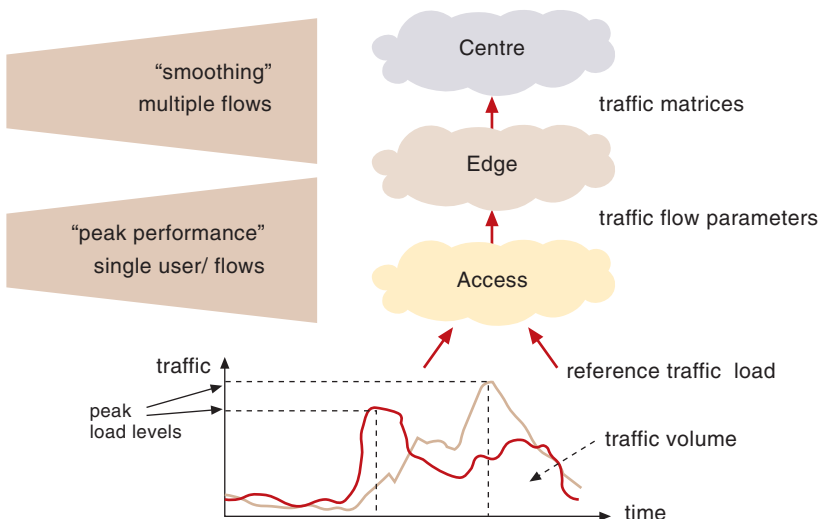 Centre
“smoothing”
multiple flows
traffic matrices
Edge
“peak performance”
single user/ flows
traffic flow parameters
Access
traffic
reference traffic load
peak
load levels
traffic volume
time